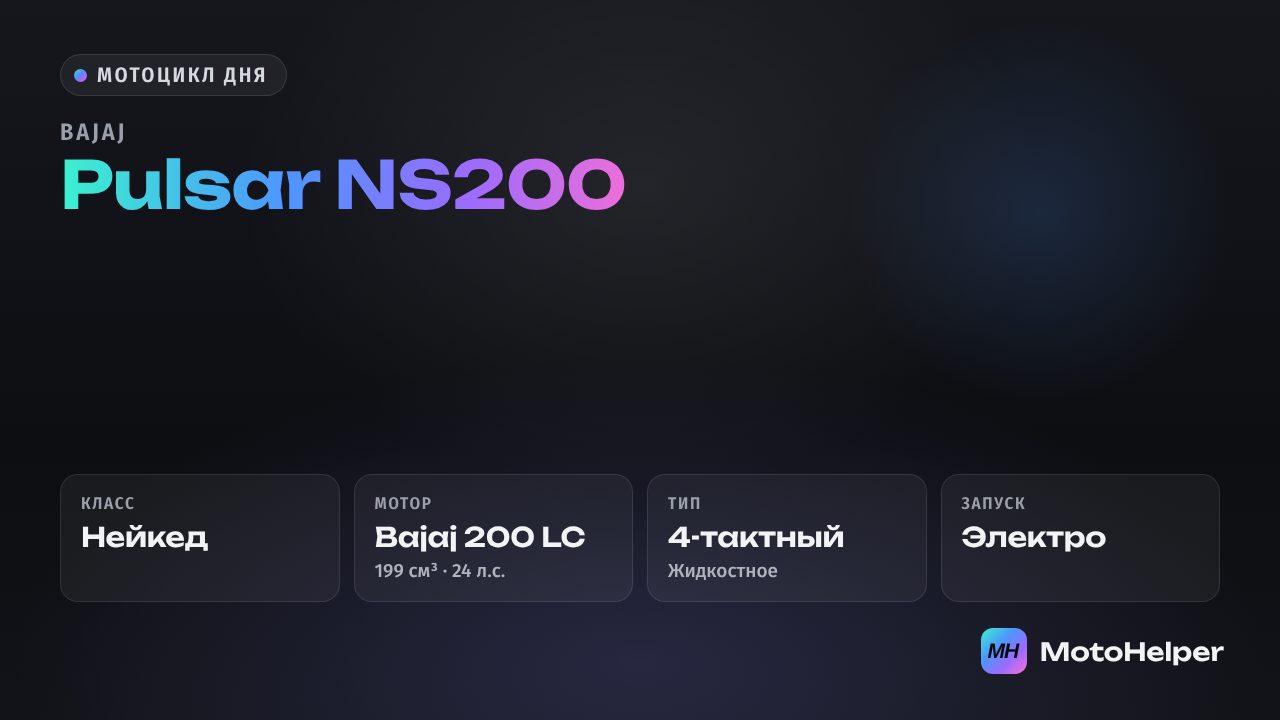 МОТОЦИКЛ ДНЯ
BAJAJ
Pulsar NS200
КЛАСС
Нейкед
МОТОР
Bajaj 200 LC
199 см³ · 24 л.с.
ТИП
4-тактный
Жидкостное
ЗАПУСК
Электро
MH MotoHelper